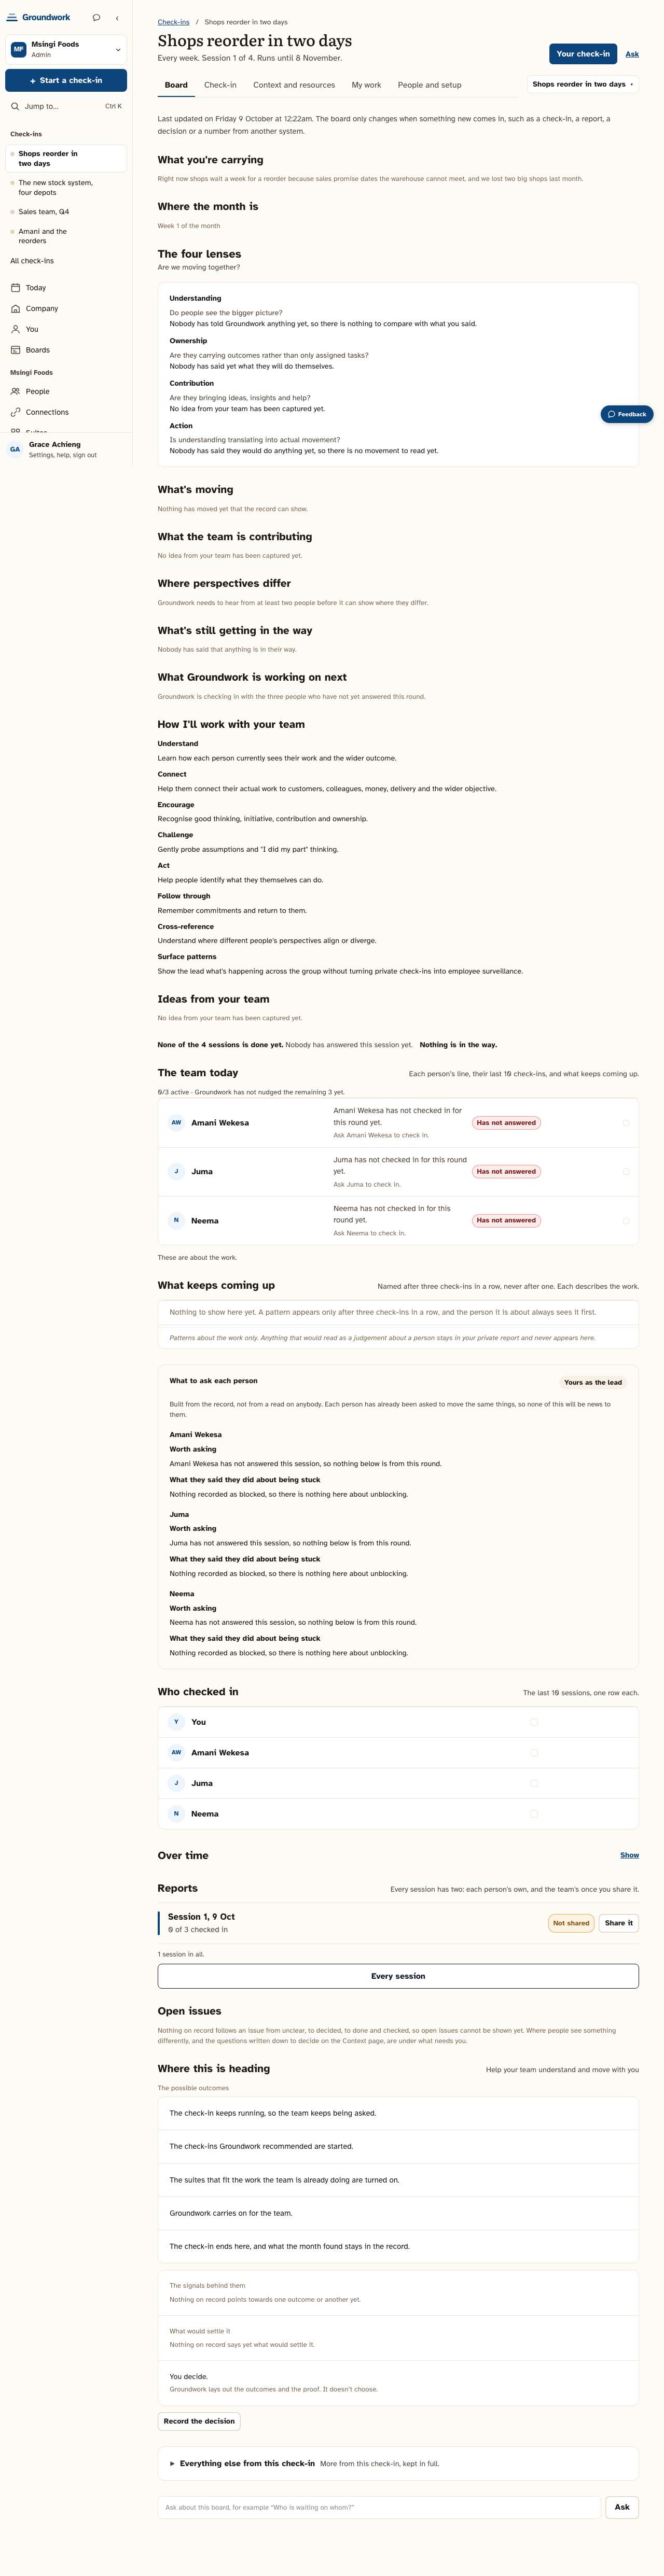 Groundwork
MF
Msingi Foods
Admin
+ Start a check-in
Jump to...
Ctrl K
Check-ins
Shops reorder in
two days
The new stock system,
four depots
Sales team, Q4
Amani and the
reorders
All check-ins
Today
Company
You
Boards
Msingi Foods
People
Connections
GA
Grace Achieng
Settings, help, sign out
Check-ins / Shops reorder in two days
Shops reorder in two days
Every week. Session 1 of 4. Runs until 8 November.
Your check-in
Ask
Board
Check-in
Context and resources
My work
People and setup
Shops reorder in two days
Last updated on Friday 9 October at 12:22am. The board only changes when something new comes in, such as a check-in, a report, a
decision or a number from another system.
What you're carrying
Right now shops wait a week for a reorder because sales promise dates the warehouse cannot meet, and we lost two big shops last month.
Where the month is
Week 1 of the month
The four lenses
Are we moving together?
Understanding
Do people see the bigger picture?
Nobody has told Groundwork anything yet, so there is nothing to compare with what you said.
Ownership
Are they carrying outcomes rather than only assigned tasks?
Nobody has said yet what they will do themselves.
Contribution
Are they bringing ideas, insights and help?
No idea from your team has been captured yet.
Action
Is understanding translating into actual movement?
Nobody has said they would do anything yet, so there is no movement to read yet.
Feedback
What's moving
Nothing has moved yet that the record can show.
What the team is contributing
No idea from your team has been captured yet.
Where perspectives differ
Groundwork needs to hear from at least two people before it can show where they differ.
What's still getting in the way
Nobody has said that anything is in their way.
What Groundwork is working on next
Groundwork is checking in with the three people who have not yet answered this round.
How I'll work with your team
Understand
Learn how each person currently sees their work and the wider outcome.
Connect
Help them connect their actual work to customers, colleagues, money, delivery and the wider objective.
Encourage
Recognise good thinking, initiative, contribution and ownership.
Challenge
Gently probe assumptions and "I did my part" thinking.
Act
Help people identify what they themselves can do.
Follow through
Remember commitments and return to them.
Cross-reference
Understand where different people's perspectives align or diverge.
Surface patterns
Show the lead what's happening across the group without turning private check-ins into employee surveillance.
Ideas from your team
No idea from your team has been captured yet.
None of the 4 sessions is done yet. Nobody has answered this session yet. Nothing is in the way.
The team today
Each person's line, their last 10 check-ins, and what keeps coming up.
0/3 active · Groundwork has not nudged the remaining 3 yet.
AW
Amani Wekesa
Amani Wekesa has not checked in for
this round yet.
Ask Amani Wekesa to check in.
Has not answered
J
Juma
Juma has not checked in for this round
yet.
Ask Juma to check in.
Has not answered
N
Neema
Neema has not checked in for this
round yet.
Ask Neema to check in.
Has not answered
These are about the work.
What keeps coming up
Named after three check-ins in a row, never after one. Each describes the work.
Nothing to show here yet. A pattern appears only after three check-ins in a row, and the person it is about always sees it first.
Patterns about the work only. Anything that would read as a judgement about a person stays in your private report and never appears here.
What to ask each person
Yours as the lead
Built from the record, not from a read on anybody. Each person has already been asked to move the same things, so none of this will be news to
them.
Amani Wekesa
Worth asking
Amani Wekesa has not answered this session, so nothing below is from this round.
What they said they did about being stuck
Nothing recorded as blocked, so there is nothing here about unblocking.
Juma
Worth asking
Juma has not answered this session, so nothing below is from this round.
What they said they did about being stuck
Nothing recorded as blocked, so there is nothing here about unblocking.
Neema
Worth asking
Neema has not answered this session, so nothing below is from this round.
What they said they did about being stuck
Nothing recorded as blocked, so there is nothing here about unblocking.
Who checked in
The last 10 sessions, one row each.
Y
You
AW
Amani Wekesa
J
Juma
N
Neema
Over time
Show
Reports
Every session has two: each person's own, and the team's once you share it.
Session 1, 9 Oct
0 of 3 checked in
Not shared
Share it
1 session in all.
Every session
Open issues
Nothing on record follows an issue from unclear, to decided, to done and checked, so open issues cannot be shown yet. Where people see something
differently, and the questions written down to decide on the Context page, are under what needs you.
Where this is heading
Help your team understand and move with you
The possible outcomes
The check-in keeps running, so the team keeps being asked.
The check-ins Groundwork recommended are started.
The suites that fit the work the team is already doing are turned on.
Groundwork carries on for the team.
The check-in ends here, and what the month found stays in the record.
The signals behind them
Nothing on record points towards one outcome or another yet.
What would settle it
Nothing on record says yet what would settle it.
You decide.
Groundwork lays out the outcomes and the proof. It doesn't choose.
Record the decision
Everything else from this check-in More from this check-in, kept in full.
Ask about this board, for example "Who is waiting on whom?"
Ask